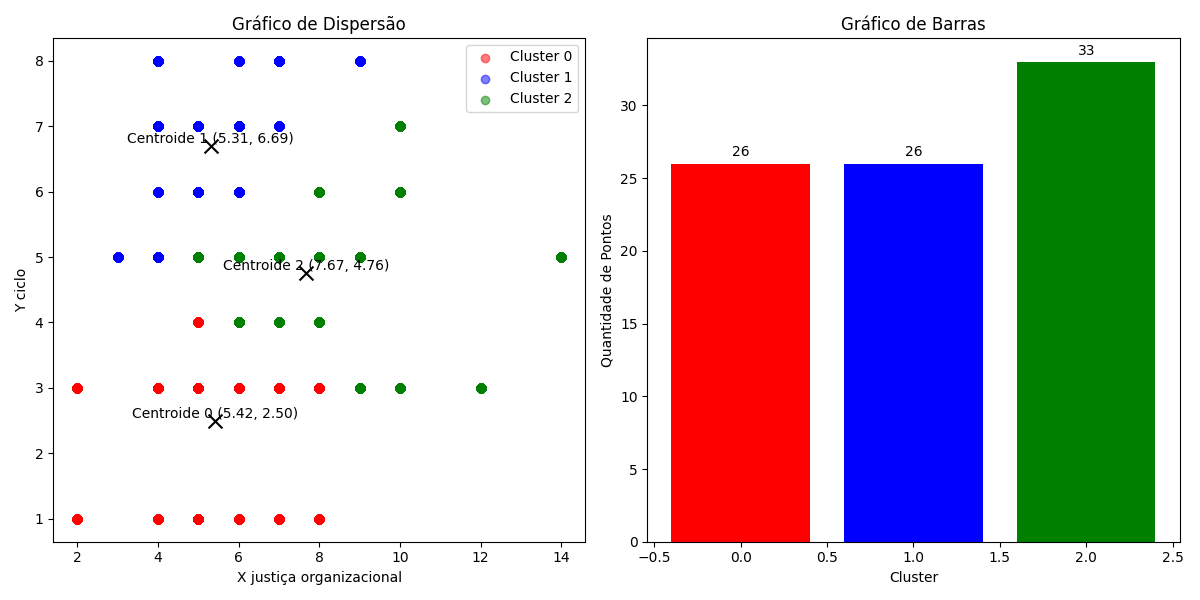 Gráfico de Dispersão
8
7
6
5
4
3
2
1
Y ciclo
Cluster 0
Cluster 1
Cluster 2
Centroide 1 (5.31, 6.69)
Centroide 2 (7.67, 4.76)
Centroide 0 (5.42, 2.50)
2 4 6 8 10 12 14
X justiça organizacional
Gráfico de Barras
30
25
20
15
10
5
0
Quantidade de Pontos
26 26 33
−0.5 0.0 0.5 1.0 1.5 2.0 2.5
Cluster